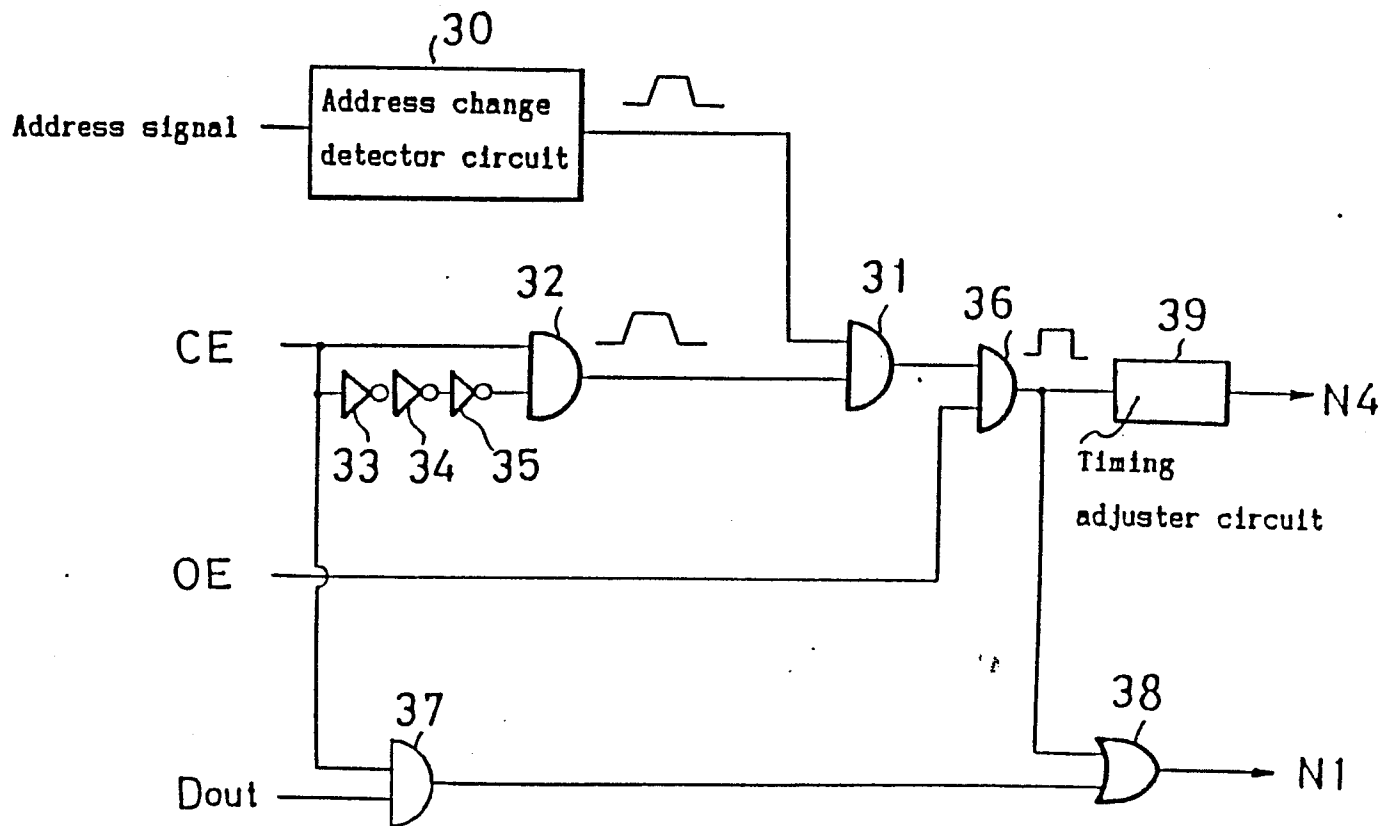 30
Address change
Address signal
detector circuit
32
31
36
39
CE
N4
33
34
35
Timing
adjuster circuit
OE
37
38
Dout
N1